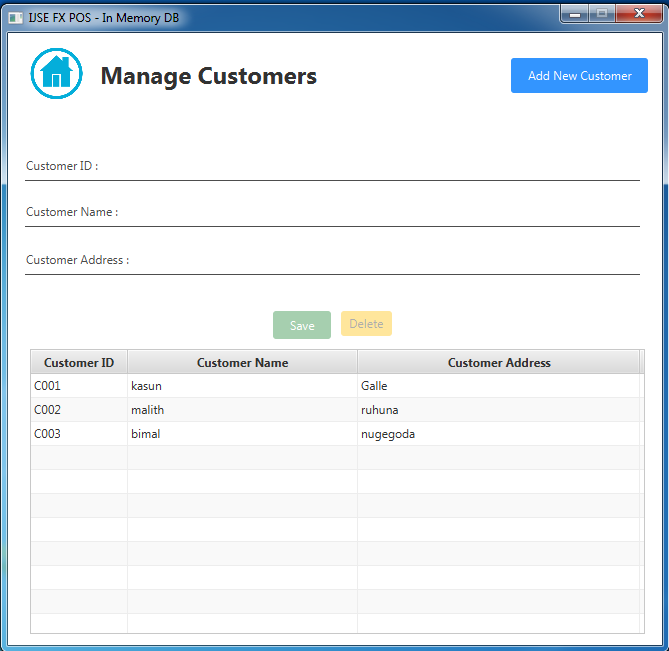 IJSE FX POS - In Memory DB
Manage Customers
Add New Customer
Customer ID :
Customer Name :
Customer Address :
Save Delete
Customer ID Customer Name Customer Address
C001 kasun Galle
C002 malith ruhuna
C003 bimal nugegoda